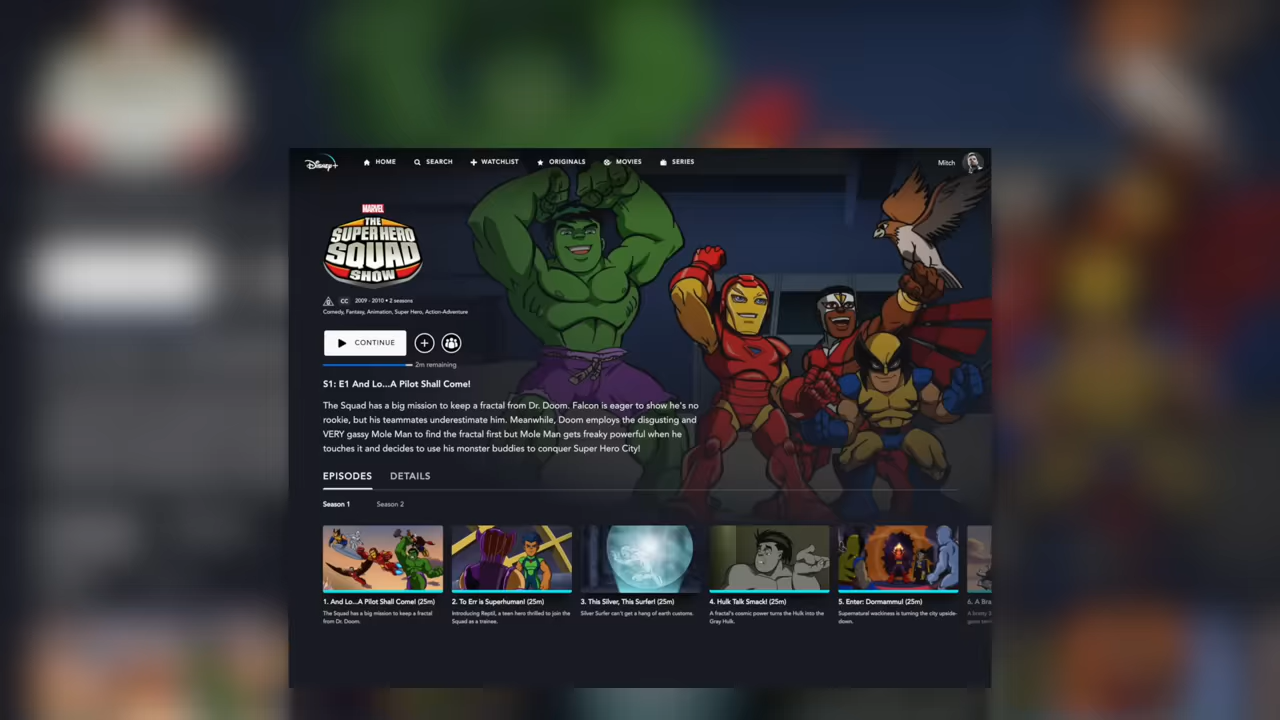 Disney+
HOME
SEARCH
WATCHLIST
ORIGINALS
MOVIES
SERIES
Mitch
MARVEL
THE
SUPER HERO
SQUAD
SHOW
CC 2009 - 2010 • 2 seasons
Comedy, Fantasy, Animation, Super Hero, Action-Adventure
CONTINUE
2m remaining
S1: E1 And Lo...A Pilot Shall Come!
The Squad has a big mission to keep a fractal from Dr. Doom. Falcon is eager to show he's no
rookie, but his teammates underestimate him. Meanwhile, Doom employs the disgusting and
VERY gassy Mole Man to find the fractal first but Mole Man gets freaky powerful when he
touches it and decides to use his monster buddies to conquer Super Hero City!
EPISODES
DETAILS
Season 1
Season 2
1. And Lo...A Pilot Shall Come! (25m)
The Squad has a big mission to keep a fractal
from Dr. Doom.
2. To Err is Superhuman! (25m)
Introducing Reptil, a teen hero thrilled to join the
Squad as a trainee.
3. This Silver, This Surfer! (25m)
Silver Surfer can't get a hang of earth customs.
4. Hulk Talk Smack! (25m)
A fractal's cosmic power turns the Hulk into the
Gray Hulk.
5. Enter: Dormammu! (25m)
Supernatural wackiness is turning the city upside-
down.
6. A Bra